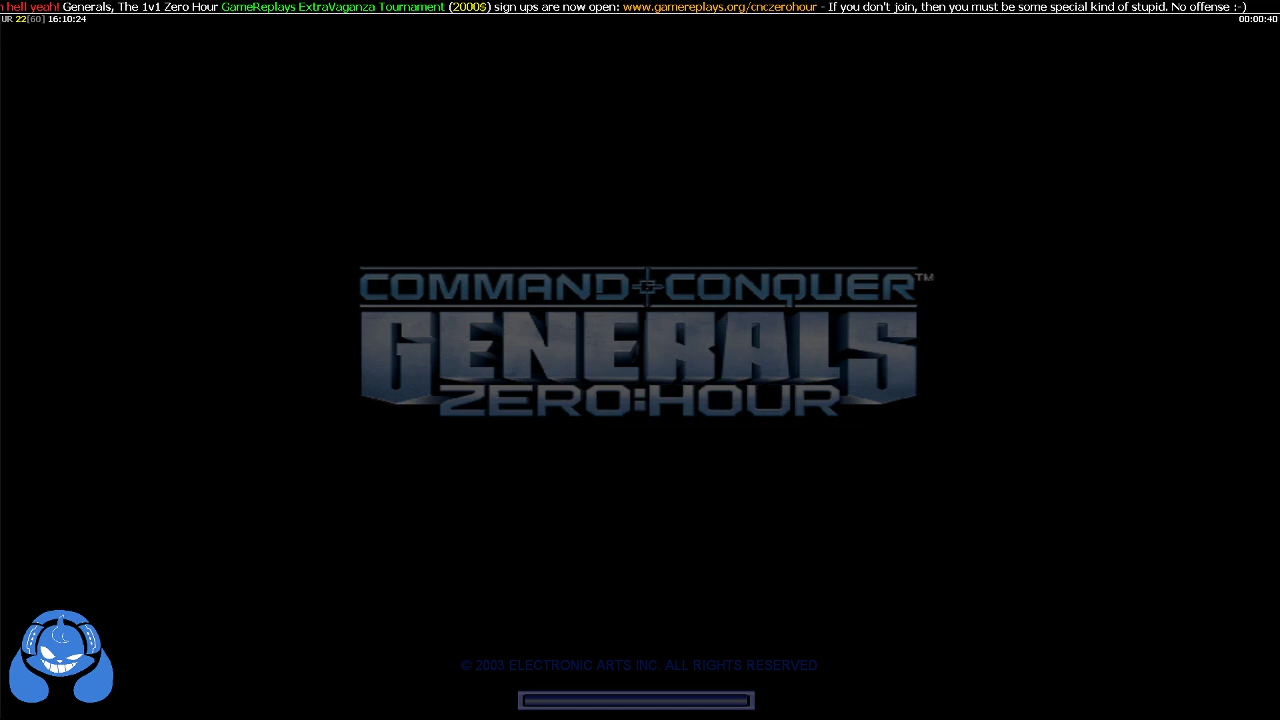 hell yeah! Generals, The 1v1 Zero Hour GameReplays ExtraVaganza Tournament (2000$) sign ups are now open: www.gamereplays.org/cnczerohour - If you don't join, then you must be some special kind of stupid. No offense :-)
UR 22[60] 16:10:24 00:00:40
COMMAND CONQUER™
GENERALS
ZERO:HOUR
© 2003 ELECTRONIC ARTS INC. ALL RIGHTS RESERVED